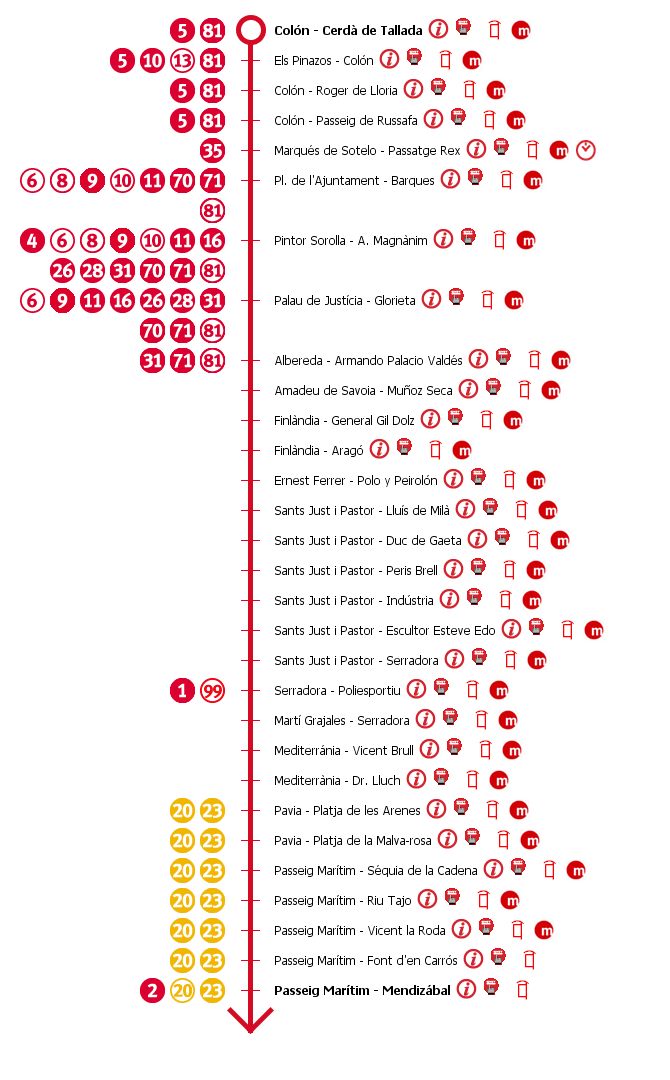 5 81 Colón - Cerdà de Tallada i m
5 10 13 81 Els Pinazos - Colón i m
5 81 Colón - Roger de Lloria i m
5 81 Colón - Passeig de Russafa i m
35 Marqués de Sotelo - Passatge Rex i m
6 8 9 10 11 70 71 Pl. de l'Ajuntament - Barques i m
81
4 6 8 9 10 11 16 Pintor Sorolla - A. Magnànim i m
26 28 31 70 71 81
6 9 11 16 26 28 31 Palau de Justícia - Glorieta i m
70 71 81
31 71 81 Albereda - Armando Palacio Valdés i m
Amadeu de Savoia - Muñoz Seca i m
Finlàndia - General Gil Dolz i m
Finlàndia - Aragó i m
Ernest Ferrer - Polo y Peirolón i m
Sants Just i Pastor - Lluís de Milà i m
Sants Just i Pastor - Duc de Gaeta i m
Sants Just i Pastor - Peris Brell i m
Sants Just i Pastor - Indústria i m
Sants Just i Pastor - Escultor Esteve Edo i m
Sants Just i Pastor - Serradora i m
1 99 Serradora - Poliesportiu i m
Martí Grajales - Serradora i m
Mediterránia - Vicent Brull i m
Mediterrània - Dr. Lluch i m
20 23 Pavia - Platja de les Arenes i m
20 23 Pavia - Platja de la Malva-rosa i m
20 23 Passeig Marítim - Séquia de la Cadena i m
20 23 Passeig Marítim - Riu Tajo i m
20 23 Passeig Marítim - Vicent la Roda i m
20 23 Passeig Marítim - Font d'en Carrós i
2 20 23 Passeig Marítim - Mendizábal i